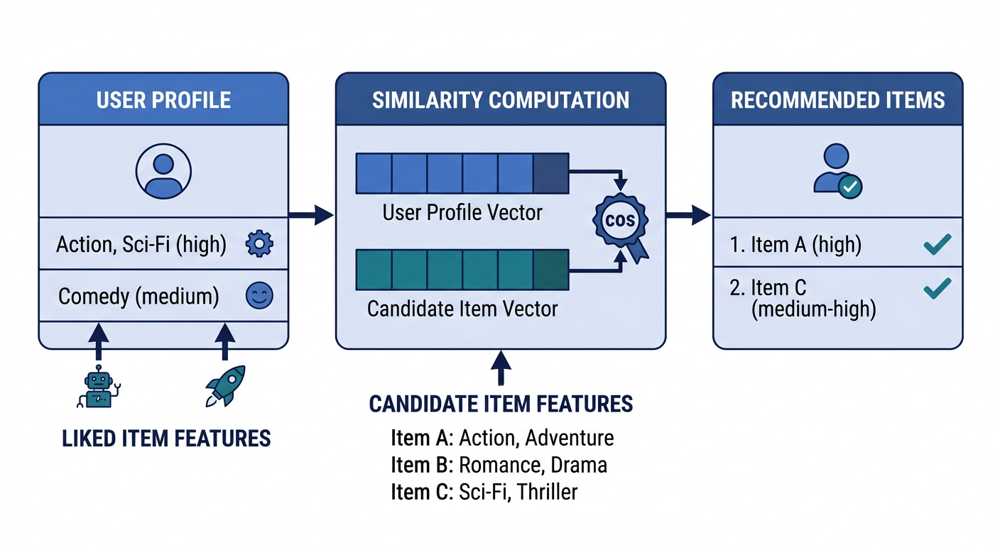 USER PROFILE
Action, Sci-Fi (high)
Comedy (medium)
LIKED ITEM FEATURES
SIMILARITY COMPUTATION
User Profile Vector
COS
Candidate Item Vector
CANDIDATE ITEM FEATURES
Item A: Action, Adventure
Item B: Romance, Drama
Item C: Sci-Fi, Thriller
RECOMMENDED ITEMS
1. Item A (high)
2. Item C
(medium-high)